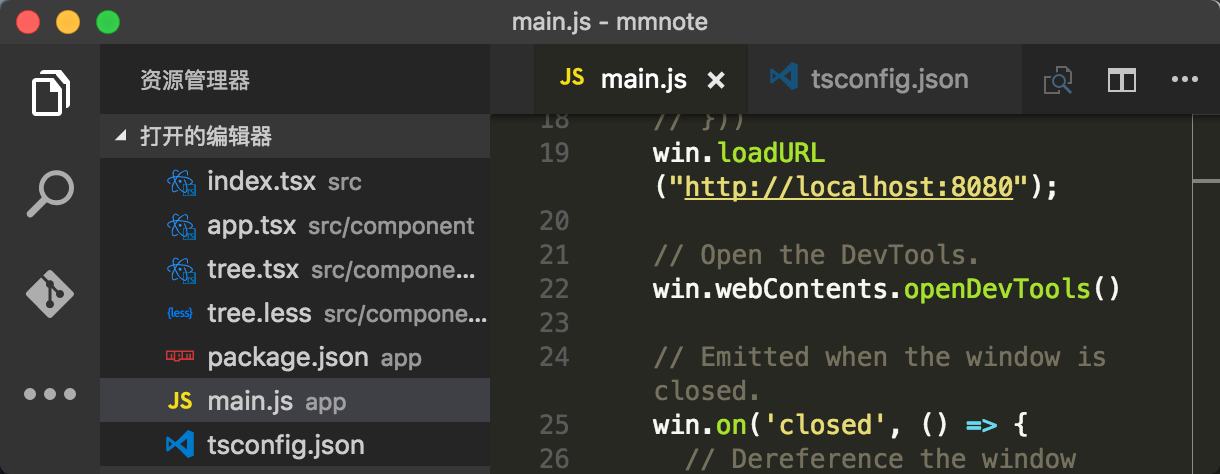 main.js - mmnote
资源管理器
打开的编辑器
index.tsx src
app.tsx src/component
tree.tsx src/compone...
{less} tree.less src/compone...
npm package.json app
JS main.js app
tsconfig.json
JS main.js ×
tsconfig.json
18 // }))
19 win.loadURL
("http://localhost:8080");
20
21 // Open the DevTools.
22 win.webContents.openDevTools()
23
24 // Emitted when the window is
closed.
25 win.on('closed', () => {
26 // Dereference the window